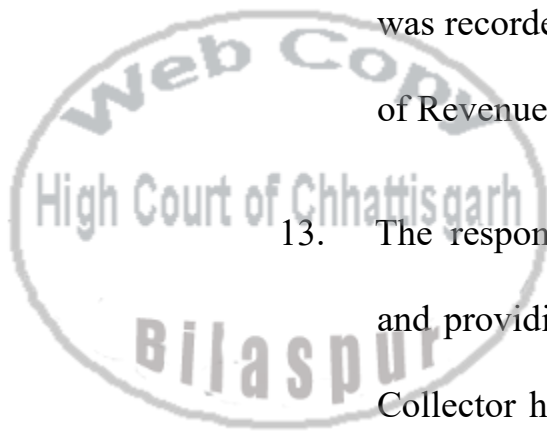 was recorde
Web Copy
of Revenue
High Court of Chhattisgarh
13. The respon
and providi
Bilaspur
Collector h